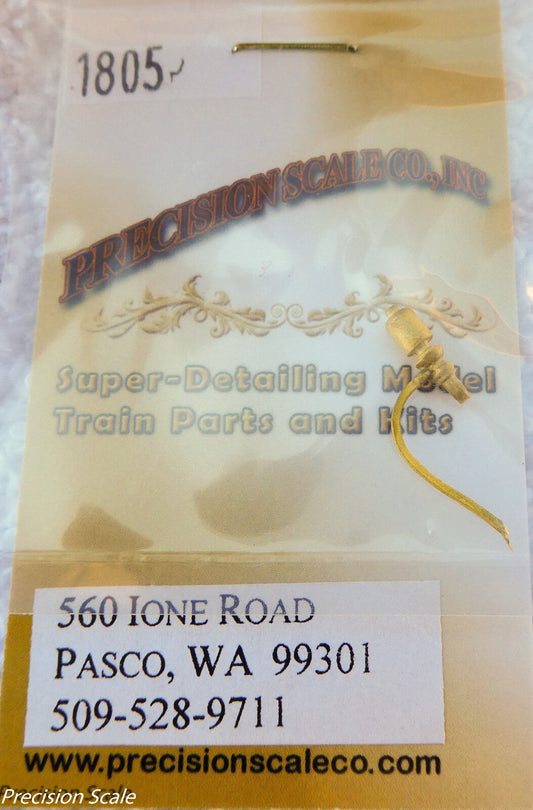 1805
PRECISION SCALE CO., INC
Super-Detailing Model
Train Parts and Kits
560 IONE ROAD
PASCO, WA 99301
509-528-9711
www.precisionscaleco.com
Precision Scale